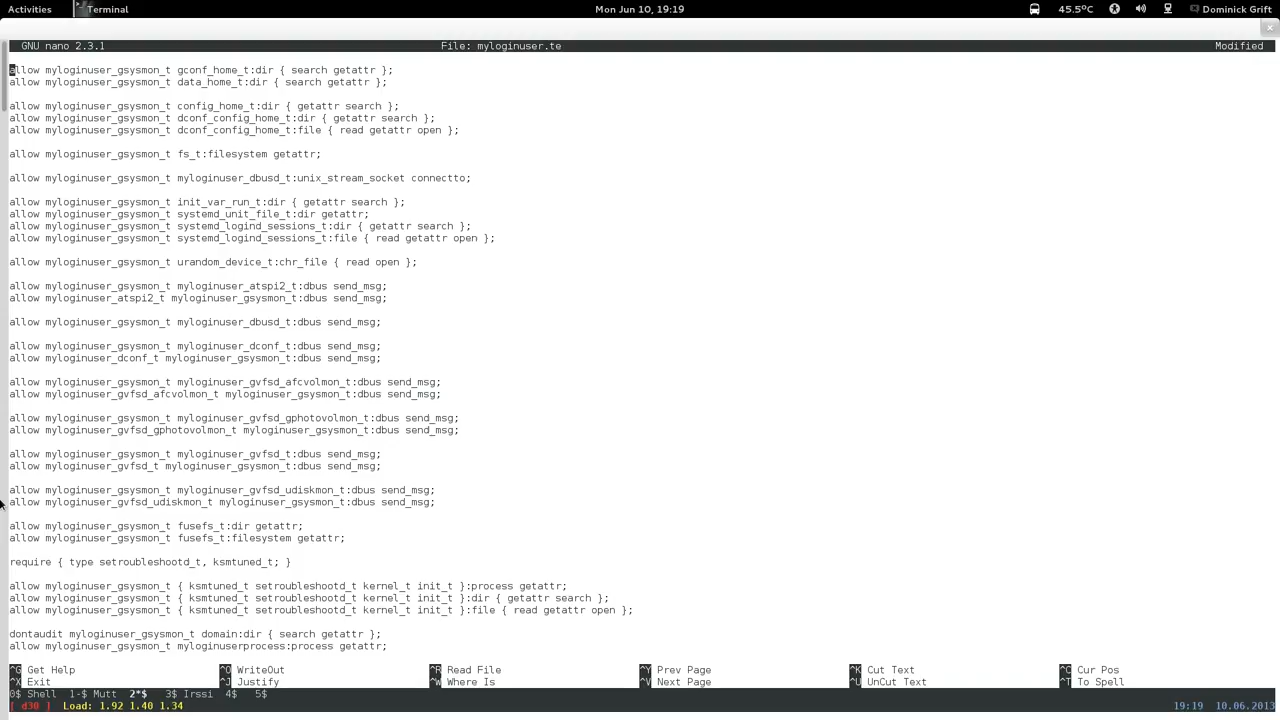 Activities Terminal Mon Jun 10, 19:19 45.5°C Dominick Grift
GNU nano 2.3.1 File: myloginuser.te Modified
allow myloginuser_gsysmon_t gconf_home_t:dir { search getattr };
allow myloginuser_gsysmon_t data_home_t:dir { search getattr };
allow myloginuser_gsysmon_t config_home_t:dir { getattr search };
allow myloginuser_gsysmon_t dconf_config_home_t:dir { getattr search };
allow myloginuser_gsysmon_t dconf_config_home_t:file { read getattr open };
allow myloginuser_gsysmon_t fs_t:filesystem getattr;
allow myloginuser_gsysmon_t myloginuser_dbusd_t:unix_stream_socket connectto;
allow myloginuser_gsysmon_t init_var_run_t:dir { getattr search };
allow myloginuser_gsysmon_t systemd_unit_file_t:dir getattr;
allow myloginuser_gsysmon_t systemd_logind_sessions_t:dir { getattr search };
allow myloginuser_gsysmon_t systemd_logind_sessions_t:file { read getattr open };
allow myloginuser_gsysmon_t urandom_device_t:chr_file { read open };
allow myloginuser_gsysmon_t myloginuser_atspi2_t:dbus send_msg;
allow myloginuser_atspi2_t myloginuser_gsysmon_t:dbus send_msg;
allow myloginuser_gsysmon_t myloginuser_dbusd_t:dbus send_msg;
allow myloginuser_gsysmon_t myloginuser_dconf_t:dbus send_msg;
allow myloginuser_dconf_t myloginuser_gsysmon_t:dbus send_msg;
allow myloginuser_gsysmon_t myloginuser_gvfsd_afcvolmon_t:dbus send_msg;
allow myloginuser_gvfsd_afcvolmon_t myloginuser_gsysmon_t:dbus send_msg;
allow myloginuser_gsysmon_t myloginuser_gvfsd_gphotovolmon_t:dbus send_msg;
allow myloginuser_gvfsd_gphotovolmon_t myloginuser_gsysmon_t:dbus send_msg;
allow myloginuser_gsysmon_t myloginuser_gvfsd_t:dbus send_msg;
allow myloginuser_gvfsd_t myloginuser_gsysmon_t:dbus send_msg;
allow myloginuser_gsysmon_t myloginuser_gvfsd_udiskmon_t:dbus send_msg;
allow myloginuser_gvfsd_udiskmon_t myloginuser_gsysmon_t:dbus send_msg;
allow myloginuser_gsysmon_t fusefs_t:dir getattr;
allow myloginuser_gsysmon_t fusefs_t:filesystem getattr;
require { type setroubleshootd_t, ksmtuned_t; }
allow myloginuser_gsysmon_t { ksmtuned_t setroubleshootd_t kernel_t init_t }:process getattr;
allow myloginuser_gsysmon_t { ksmtuned_t setroubleshootd_t kernel_t init_t }:dir { getattr search };
allow myloginuser_gsysmon_t { ksmtuned_t setroubleshootd_t kernel_t init_t }:file { read getattr open };
dontaudit myloginuser_gsysmon_t domain:dir { search getattr };
allow myloginuser_gsysmon_t myloginuserprocess:process getattr;
^G Get Help ^O WriteOut ^R Read File ^Y Prev Page ^K Cut Text ^C Cur Pos
^X Exit ^J Justify ^W Where Is ^V Next Page ^U UnCut Text ^T To Spell
0$ Shell 1-$ Mutt 2*$ 3$ Irssi 4$ 5$
[ d30 ] Load: 1.92 1.40 1.34 19:19 10.06.2013